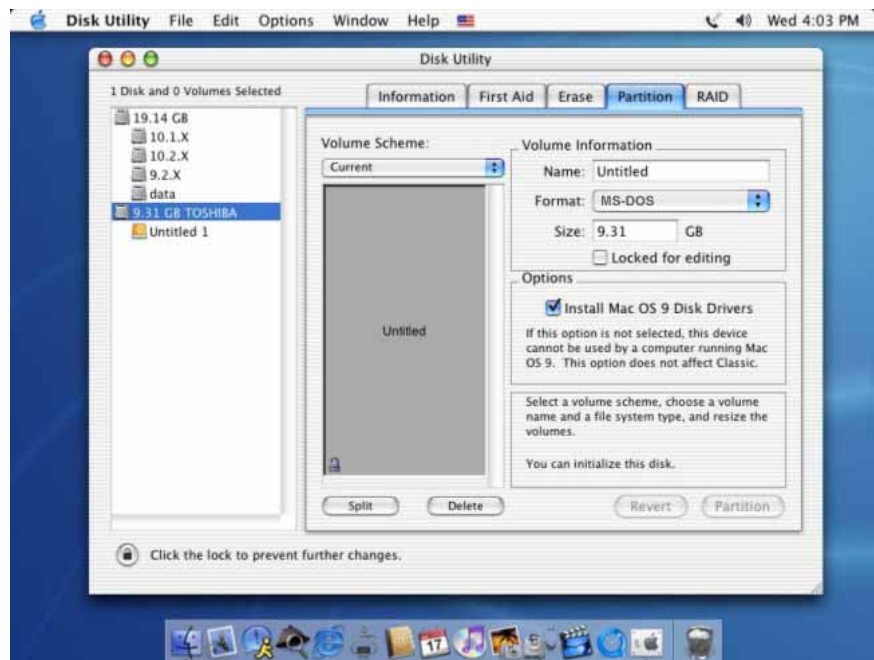 Disk Utility File Edit Options Window Help Wed 4:03 PM
Disk Utility
1 Disk and 0 Volumes Selected
19.14 GB
10.1.X
10.2.X
9.2.X
data
9.31 GB TOSHIBA
Untitled 1
Information First Aid Erase Partition RAID
Volume Scheme:
Current
Untitled
Split Delete
Volume Information
Name: Untitled
Format: MS-DOS
Size: 9.31 GB
Locked for editing
Options
Install Mac OS 9 Disk Drivers
If this option is not selected, this device
cannot be used by a computer running Mac
OS 9. This option does not affect Classic.
Select a volume scheme, choose a volume
name and a file system type, and resize the
volumes.
You can initialize this disk.
Revert Partition
Click the lock to prevent further changes.
17